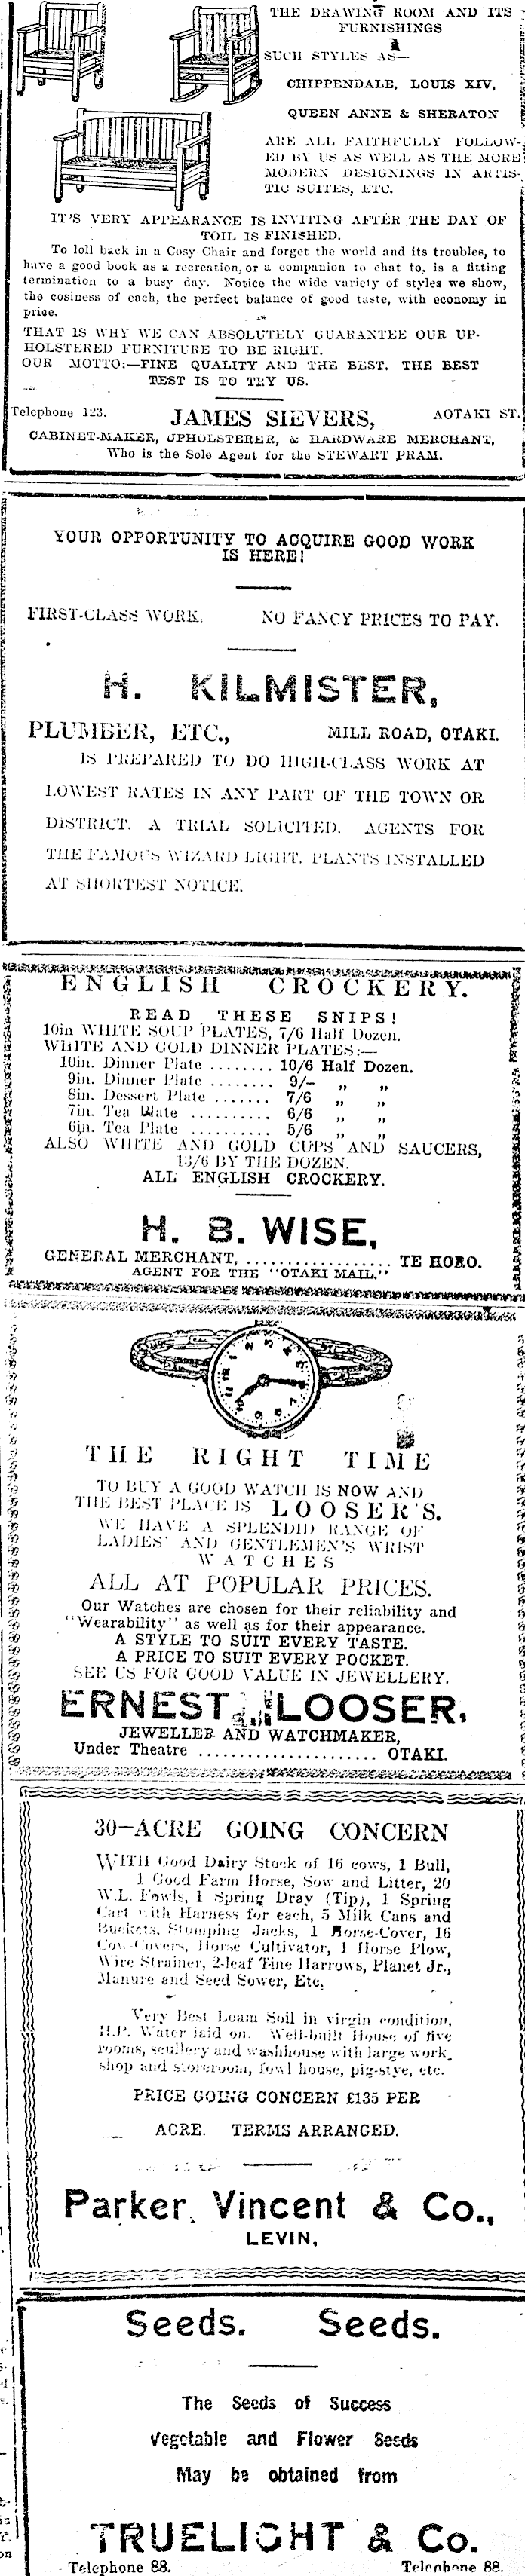 THE DRAWING ROOM AND ITS
FURNISHINGS
SUCH STYLES AS—
CHIPPENDALE, LOUIS XIV,
QUEEN ANNE & SHERATON
ARE ALL FAITHFULLY FOLLOW-
ED BY US AS WELL AS THE MORE
MODERN DESIGNINGS IN ARTIS-
TIC SUITES, ETC.
IT'S VERY APPEARANCE IS INVITING AFTER THE DAY OF
TOIL IS FINISHED.
To loll back in a Cosy Chair and forget the world and its troubles, to
have a good book as a recreation, or a companion to chat to, is a fitting
termination to a busy day. Notice the wide variety of styles we show,
the cosiness of each, the perfect balance of good taste, with economy in
price.
THAT IS WHY WE CAN ABSOLUTELY GUARANTEE OUR UP-
HOLSTERED FURNITURE TO BE RIGHT.
OUR MOTTO:—FINE QUALITY AND THE BEST. THE BEST
TEST IS TO TRY US.
Telephone 123. JAMES SIEVERS, AOTAKI ST.
CABINET-MAKER, UPHOLSTERER, & HARDWARE MERCHANT,
Who is the Sole Agent for the STEWART PRAM.
YOUR OPPORTUNITY TO ACQUIRE GOOD WORK
IS HERE!
FIRST-CLASS WORK. NO FANCY PRICES TO PAY.
H. KILMISTER,
PLUMBER, ETC., MILL ROAD, OTAKI.
IS PREPARED TO DO HIGH-CLASS WORK AT
LOWEST RATES IN ANY PART OF THE TOWN OR
DISTRICT. A TRIAL SOLICITED. AGENTS FOR
THE FAMOUS WIZARD LIGHT. PLANTS INSTALLED
AT SHORTEST NOTICE.
ENGLISH CROCKERY.
READ THESE SNIPS!
10in WHITE SOUP PLATES, 7/6 Half Dozen.
WHITE AND GOLD DINNER PLATES:—
10in. Dinner Plate ........ 10/6 Half Dozen.
9in. Dinner Plate ........ 9/- „ „
8in. Dessert Plate ....... 7/6 „ „
7in. Tea Plate .......... 6/6 „ „
6in. Tea Plate .......... 5/6 „ „
ALSO WHITE AND GOLD CUPS AND SAUCERS,
13/6 BY THE DOZEN.
ALL ENGLISH CROCKERY.
H. B. WISE,
GENERAL MERCHANT, ................. TE HORO.
AGENT FOR THE "OTAKI MAIL."
THE RIGHT TIME
TO BUY A GOOD WATCH IS NOW AND
THE BEST PLACE IS LOOSER'S.
WE HAVE A SPLENDID RANGE OF
LADIES' AND GENTLEMEN'S WRIST
WATCHES
ALL AT POPULAR PRICES.
Our Watches are chosen for their reliability and
"Wearability" as well as for their appearance.
A STYLE TO SUIT EVERY TASTE.
A PRICE TO SUIT EVERY POCKET.
SEE US FOR GOOD VALUE IN JEWELLERY.
ERNEST LOOSER,
JEWELLER AND WATCHMAKER,
Under Theatre ...................... OTAKI.
30-ACRE GOING CONCERN
WITH Good Dairy Stock of 16 cows, 1 Bull,
1 Good Farm Horse, Sow and Litter, 20
W.L. Fowls, 1 Spring Dray (Tip), 1 Spring
Cart with Harness for each, 5 Milk Cans and
Buckets, Stumping Jacks, 1 Horse-Cover, 16
Cow-Covers, Horse Cultivator, 1 Horse Plow,
Wire Strainer, 2-leaf Tine Harrows, Planet Jr.,
Manure and Seed Sower, Etc.
Very Best Loam Soil in virgin condition,
H.P. Water laid on. Well-built House of five
rooms, scullery and washhouse with large work-
shop and storeroom, fowl house, pig-stye, etc.
PRICE GOING CONCERN £135 PER
ACRE. TERMS ARRANGED.
Parker, Vincent & Co.,
LEVIN,
Seeds. Seeds.
The Seeds of Success
Vegetable and Flower Seeds
May be obtained from
TRUELIGHT & Co.
Telephone 88. Telephone 88.